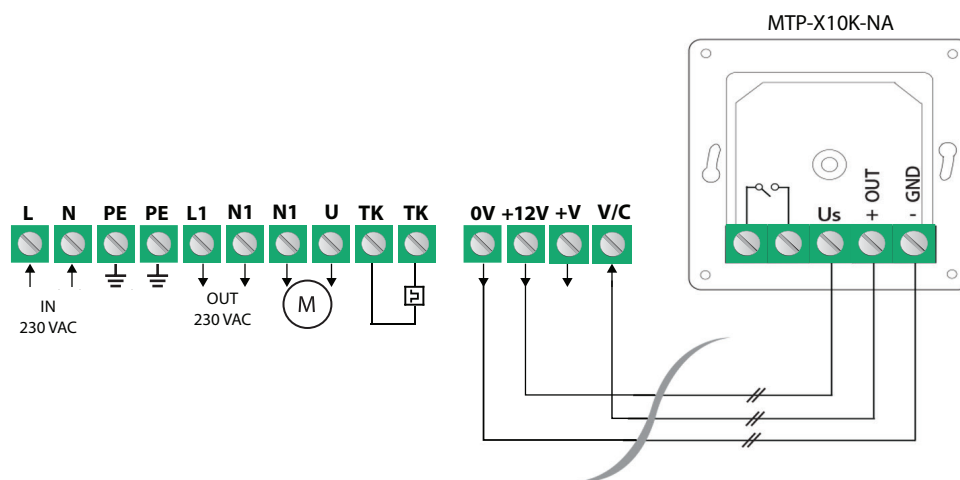 MTP-X10K-NA
L N PE PE L1 N1 N1 U TK TK
0V +12V +V V/C
Us
+ OUT
- GND
IN
230 VAC
OUT
230 VAC
M